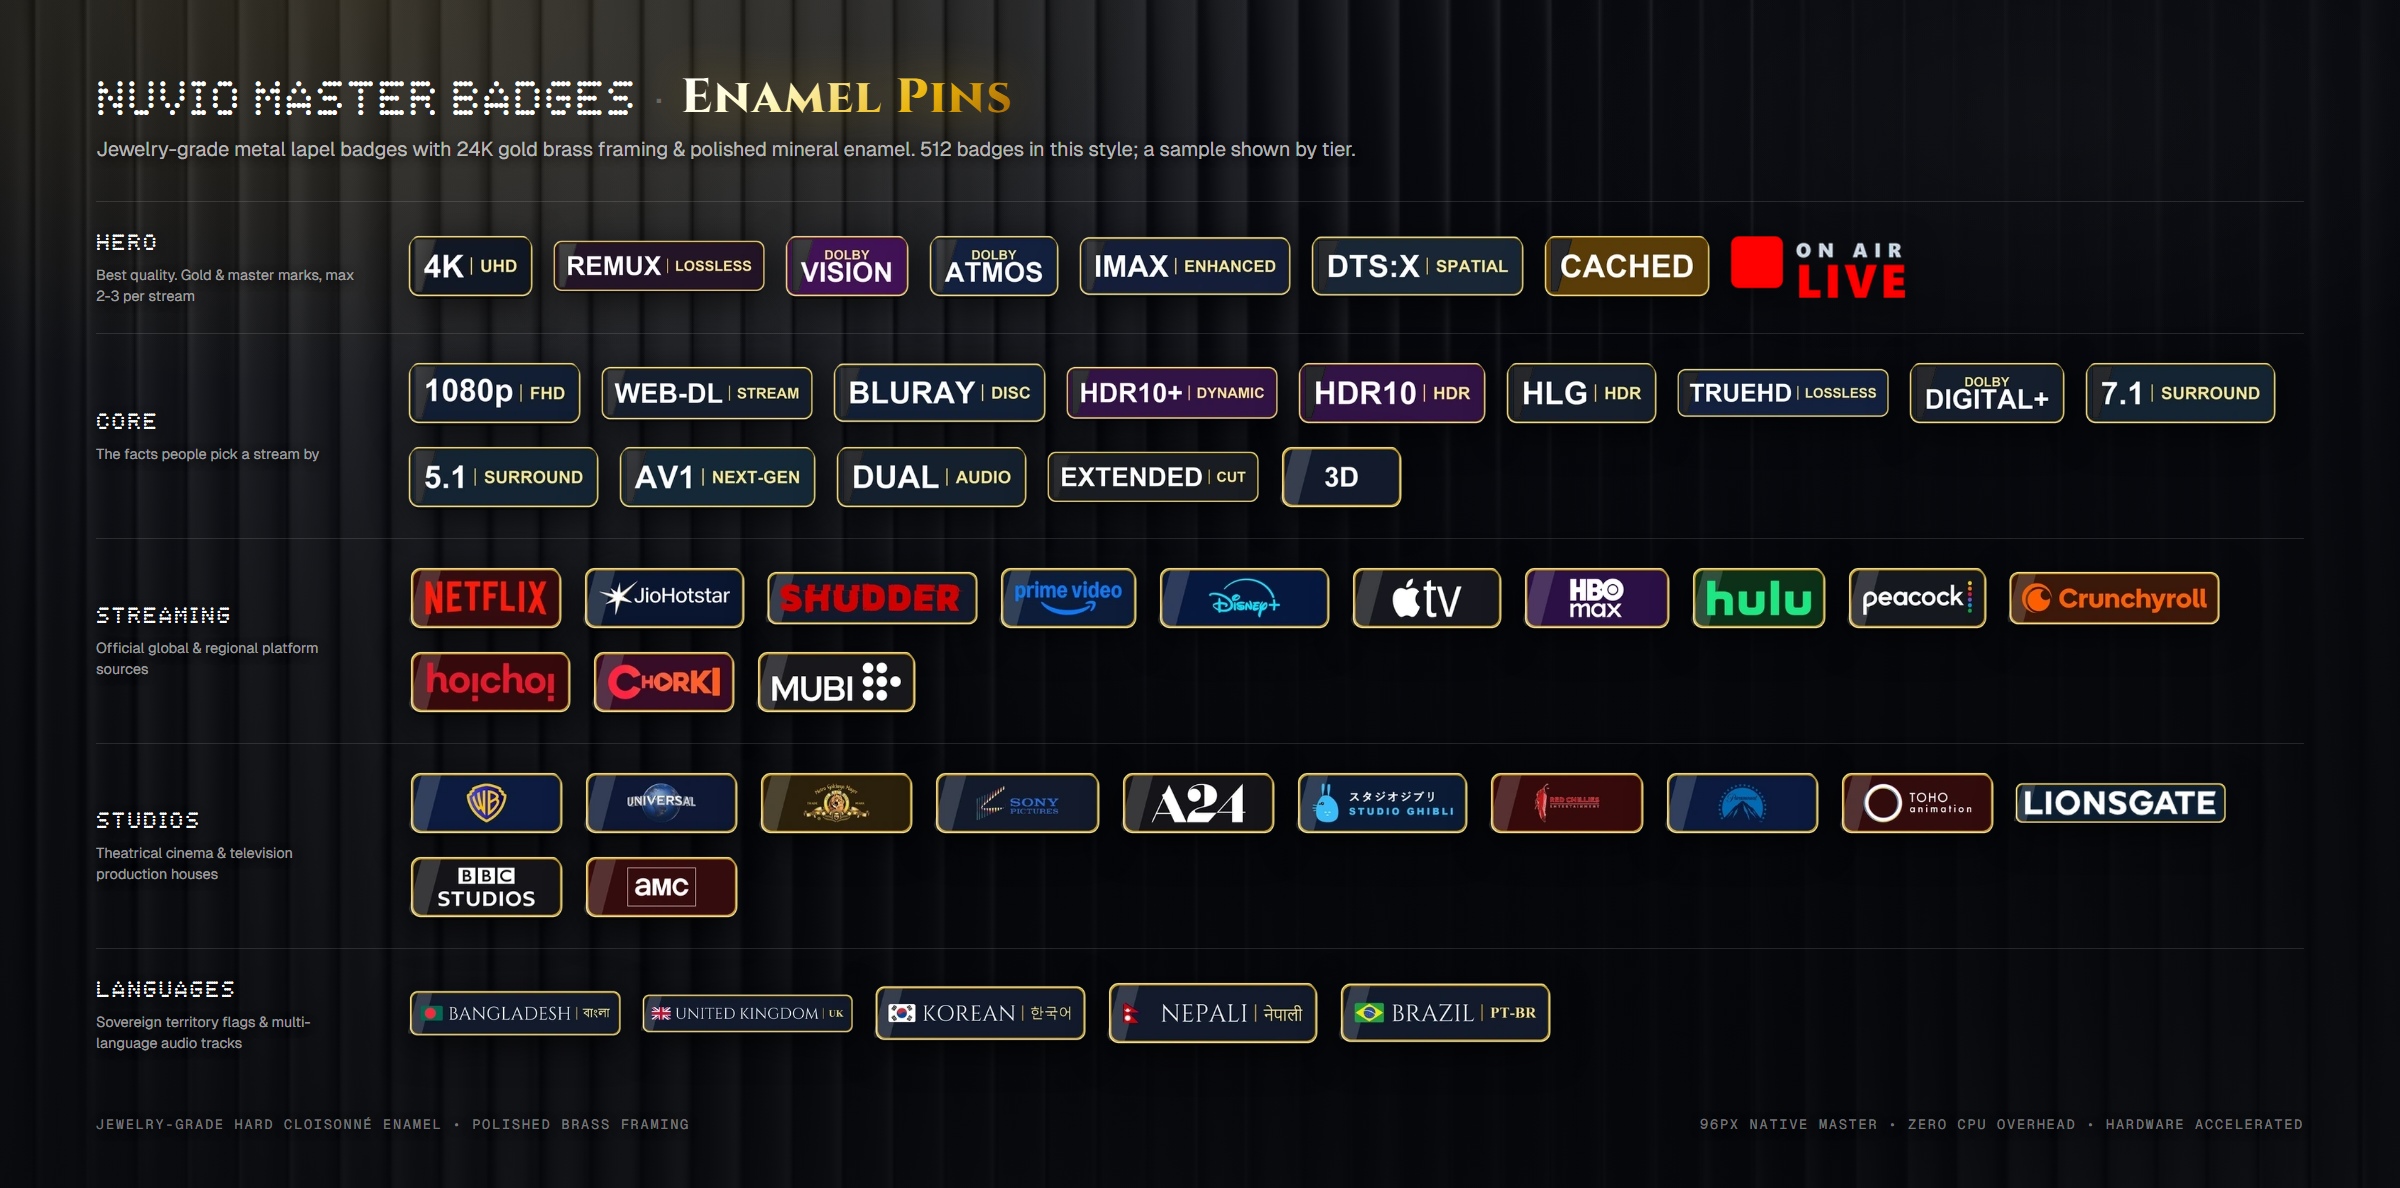 NUVIO MASTER BADGES · ENAMEL PINS
Jewelry-grade metal lapel badges with 24K gold brass framing & polished mineral enamel. 512 badges in this style; a sample shown by tier.
HERO
Best quality. Gold & master marks, max
2-3 per stream
4K | UHD
REMUX | LOSSLESS
DOLBY
VISION
DOLBY
ATMOS
IMAX | ENHANCED
DTS:X | SPATIAL
CACHED
ON AIR
LIVE
CORE
The facts people pick a stream by
1080p | FHD
WEB-DL | STREAM
BLURAY | DISC
HDR10+ | DYNAMIC
HDR10 | HDR
HLG | HDR
TRUEHD | LOSSLESS
DOLBY
DIGITAL+
7.1 | SURROUND
5.1 | SURROUND
AV1 | NEXT-GEN
DUAL | AUDIO
EXTENDED | CUT
3D
STREAMING
Official global & regional platform
sources
NETFLIX
JioHotstar
SHUDDER
prime video
Disney+
tv
HBO
max
hulu
peacock
Crunchyroll
hoichoi
CHORKI
MUBI
STUDIOS
Theatrical cinema & television
production houses
WB
UNIVERSAL
SONY
PICTURES
A24
スタジオジブリ
STUDIO GHIBLI
RED CHILLIES
ENTERTAINMENT
TOHO
animation
LIONSGATE
BBC
STUDIOS
aMC
LANGUAGES
Sovereign territory flags & multi-
language audio tracks
BANGLADESH | বাংলা
UNITED KINGDOM | UK
KOREAN | 한국어
NEPALI | नेपाली
BRAZIL | PT-BR
JEWELRY-GRADE HARD CLOISONNÉ ENAMEL • POLISHED BRASS FRAMING
96PX NATIVE MASTER • ZERO CPU OVERHEAD • HARDWARE ACCELERATED